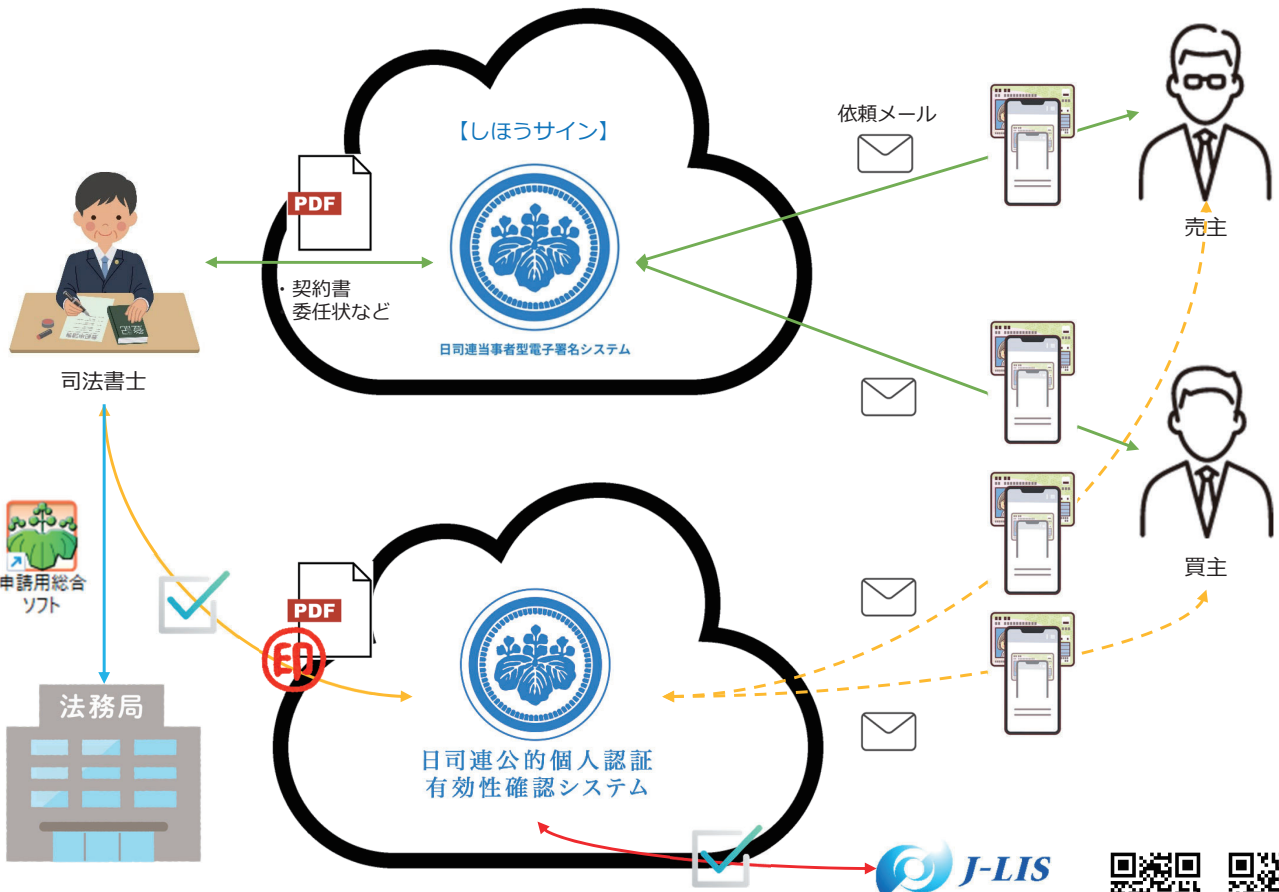 【しほうサイン】
依頼メール
PDF
・契約書
委任状など
日司連当事者型電子署名システム
売主
司法書士
買主
申請用総合
ソフト
PDF
印
法務局
日司連公的個人認証
有効性確認システム
J-LIS